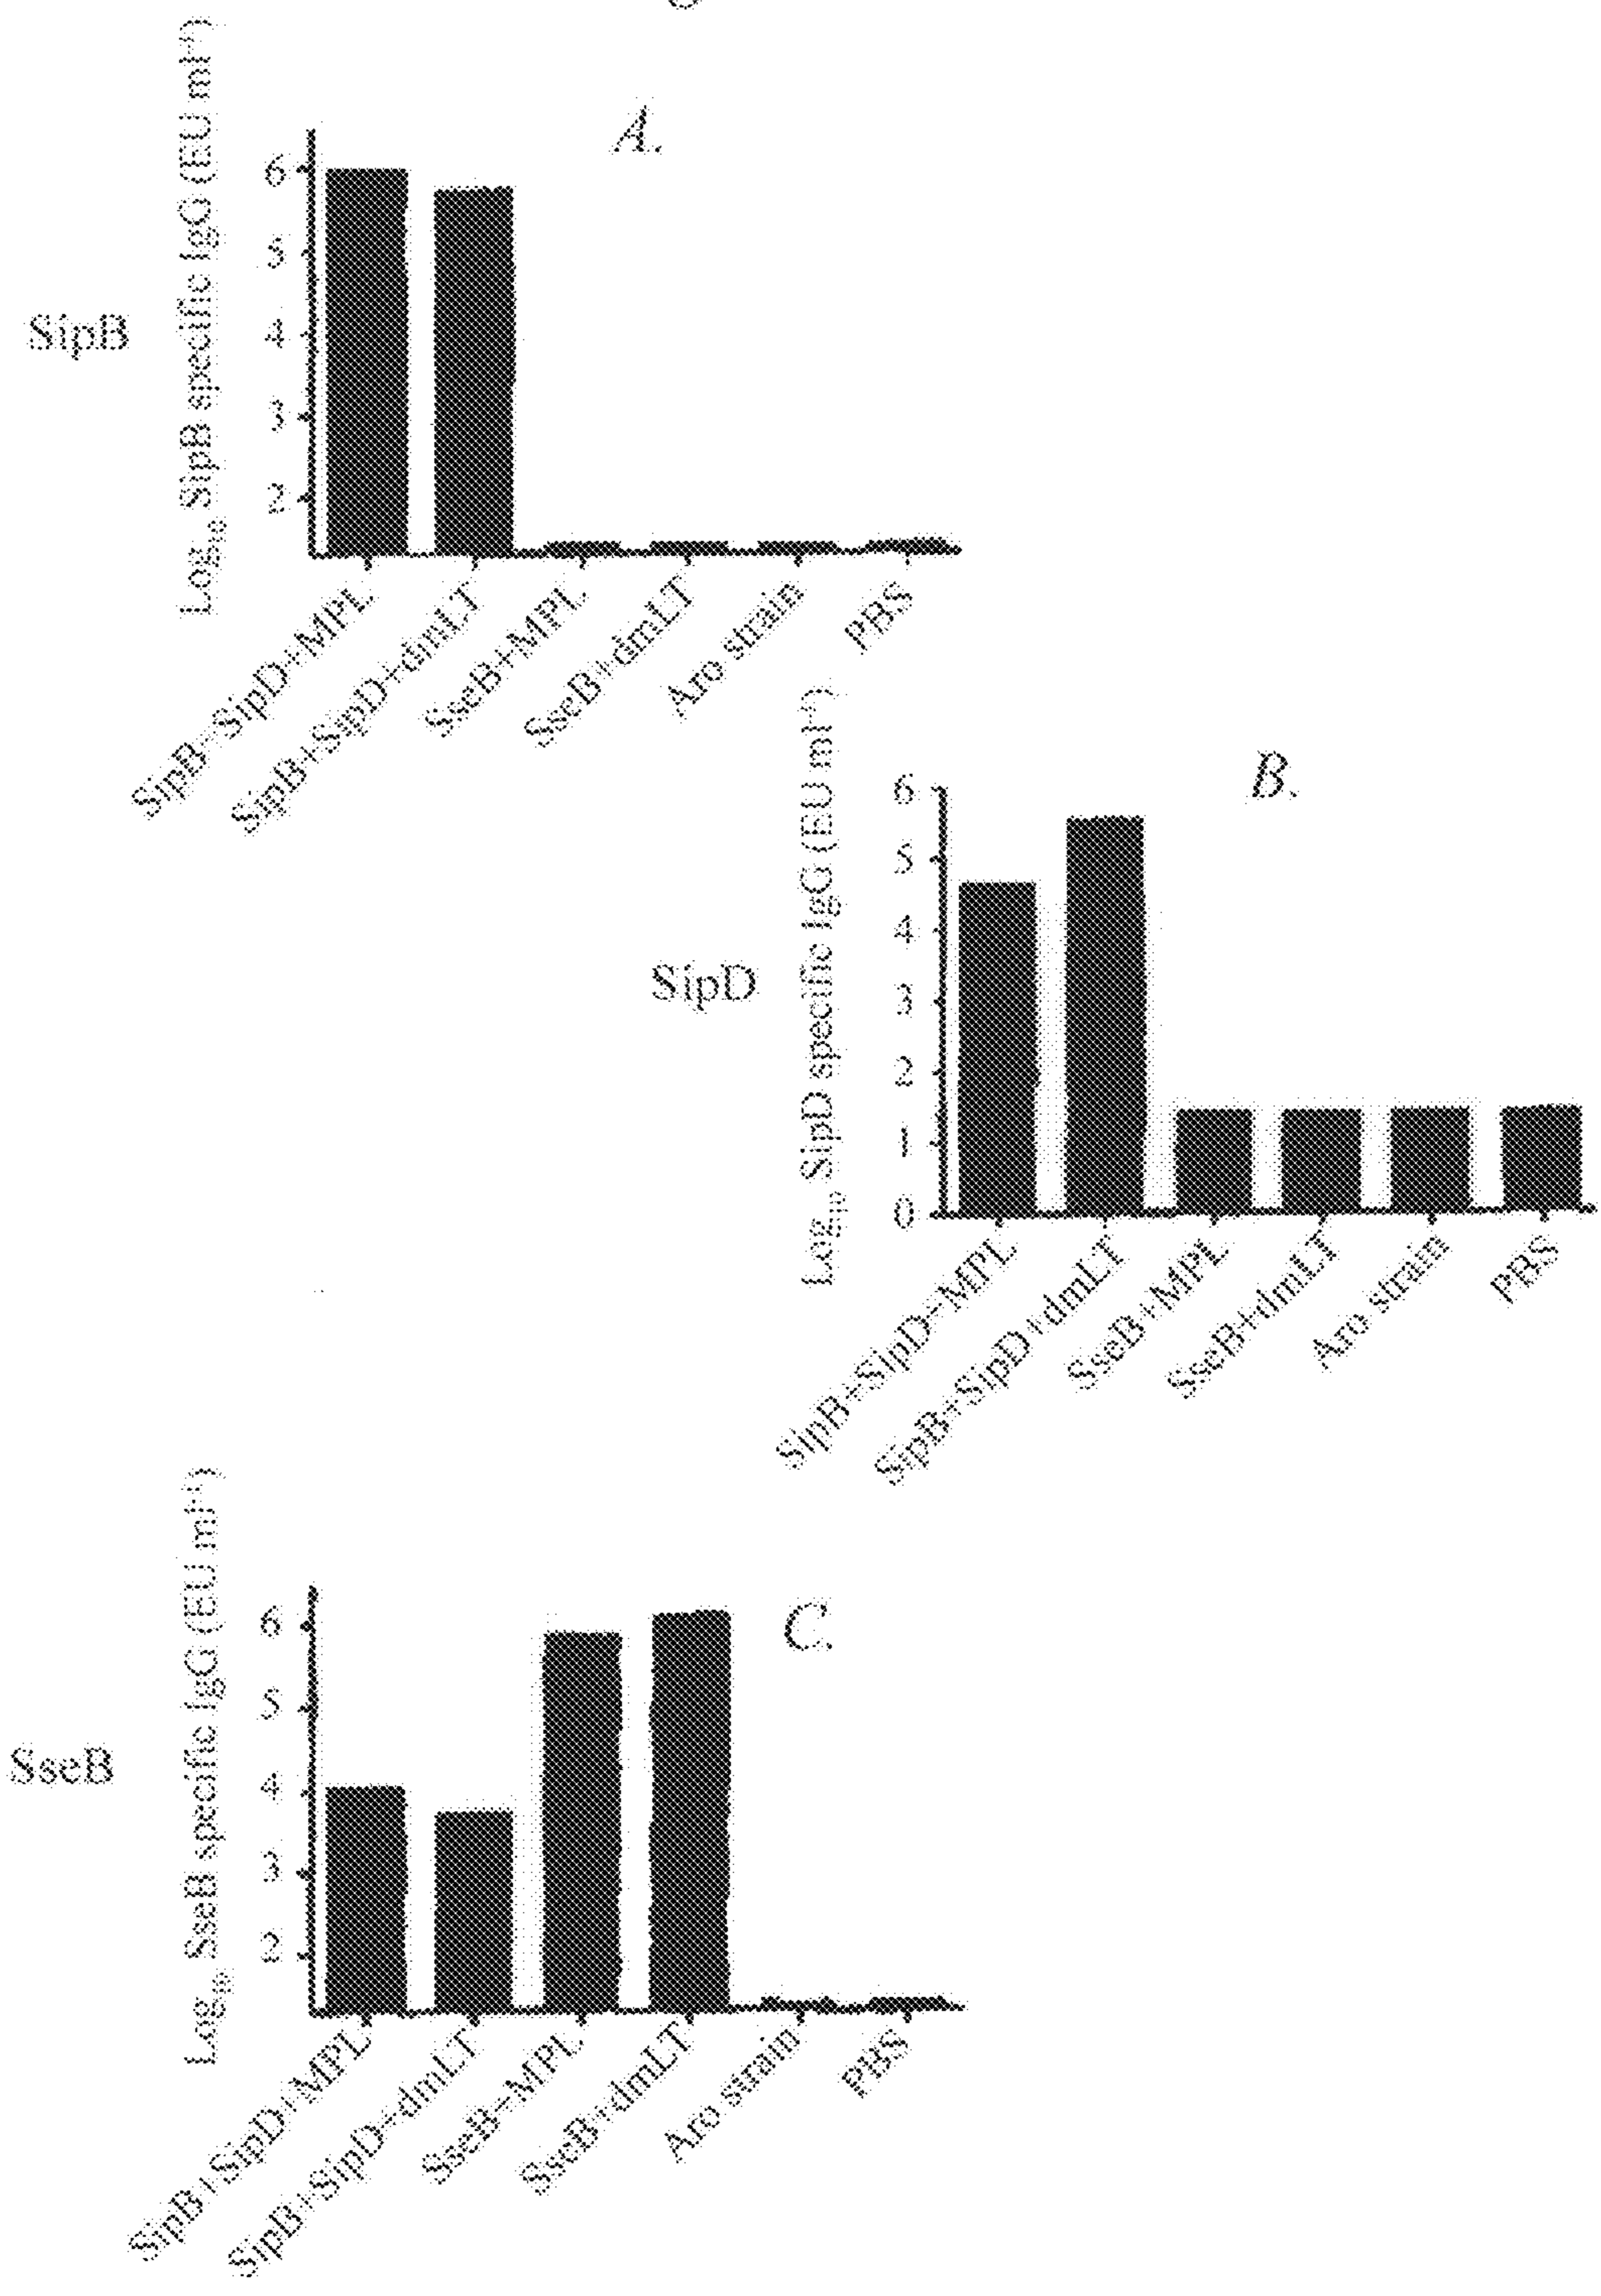 A.
SipB
Log₁₀ SipB specific IgG (EU ml⁻¹)
6
5
4
3
2
SipB+SipD+MPL
SipB+SipD+dmLT
SseB+MPL
SseB+dmLT
Aro strain
PBS
B.
SipD
Log₁₀ SipD specific IgG (EU ml⁻¹)
6
5
4
3
2
1
0
SipB+SipD+MPL
SipB+SipD+dmLT
SseB+MPL
SseB+dmLT
Aro strain
PBS
C.
SseB
Log₁₀ SseB specific IgG (EU ml⁻¹)
6
5
4
3
2
SipB+SipD+MPL
SipB+SipD+dmLT
SseB+MPL
SseB+dmLT
Aro strain
PBS